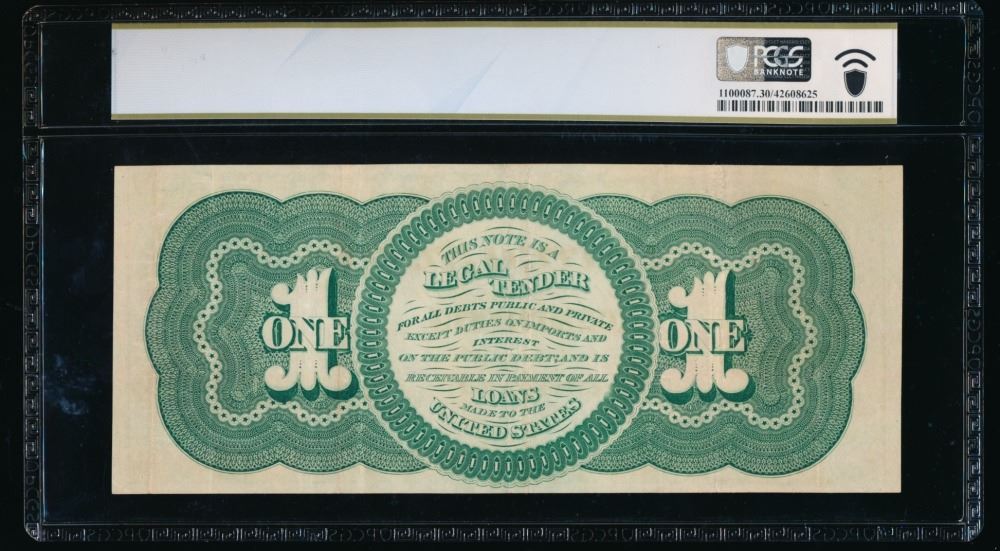 PCGS
BANKNOTE
1100087.30/42608625
THIS NOTE IS A
LEGAL
TENDER
FOR ALL DEBTS PUBLIC AND PRIVATE
EXCEPT DUTIES ON IMPORTS AND
INTEREST
ON THE PUBLIC DEBT; AND IS
RECEIVABLE IN PAYMENT OF ALL
LOANS
MADE TO THE
UNITED STATES
1
ONE
1
ONE